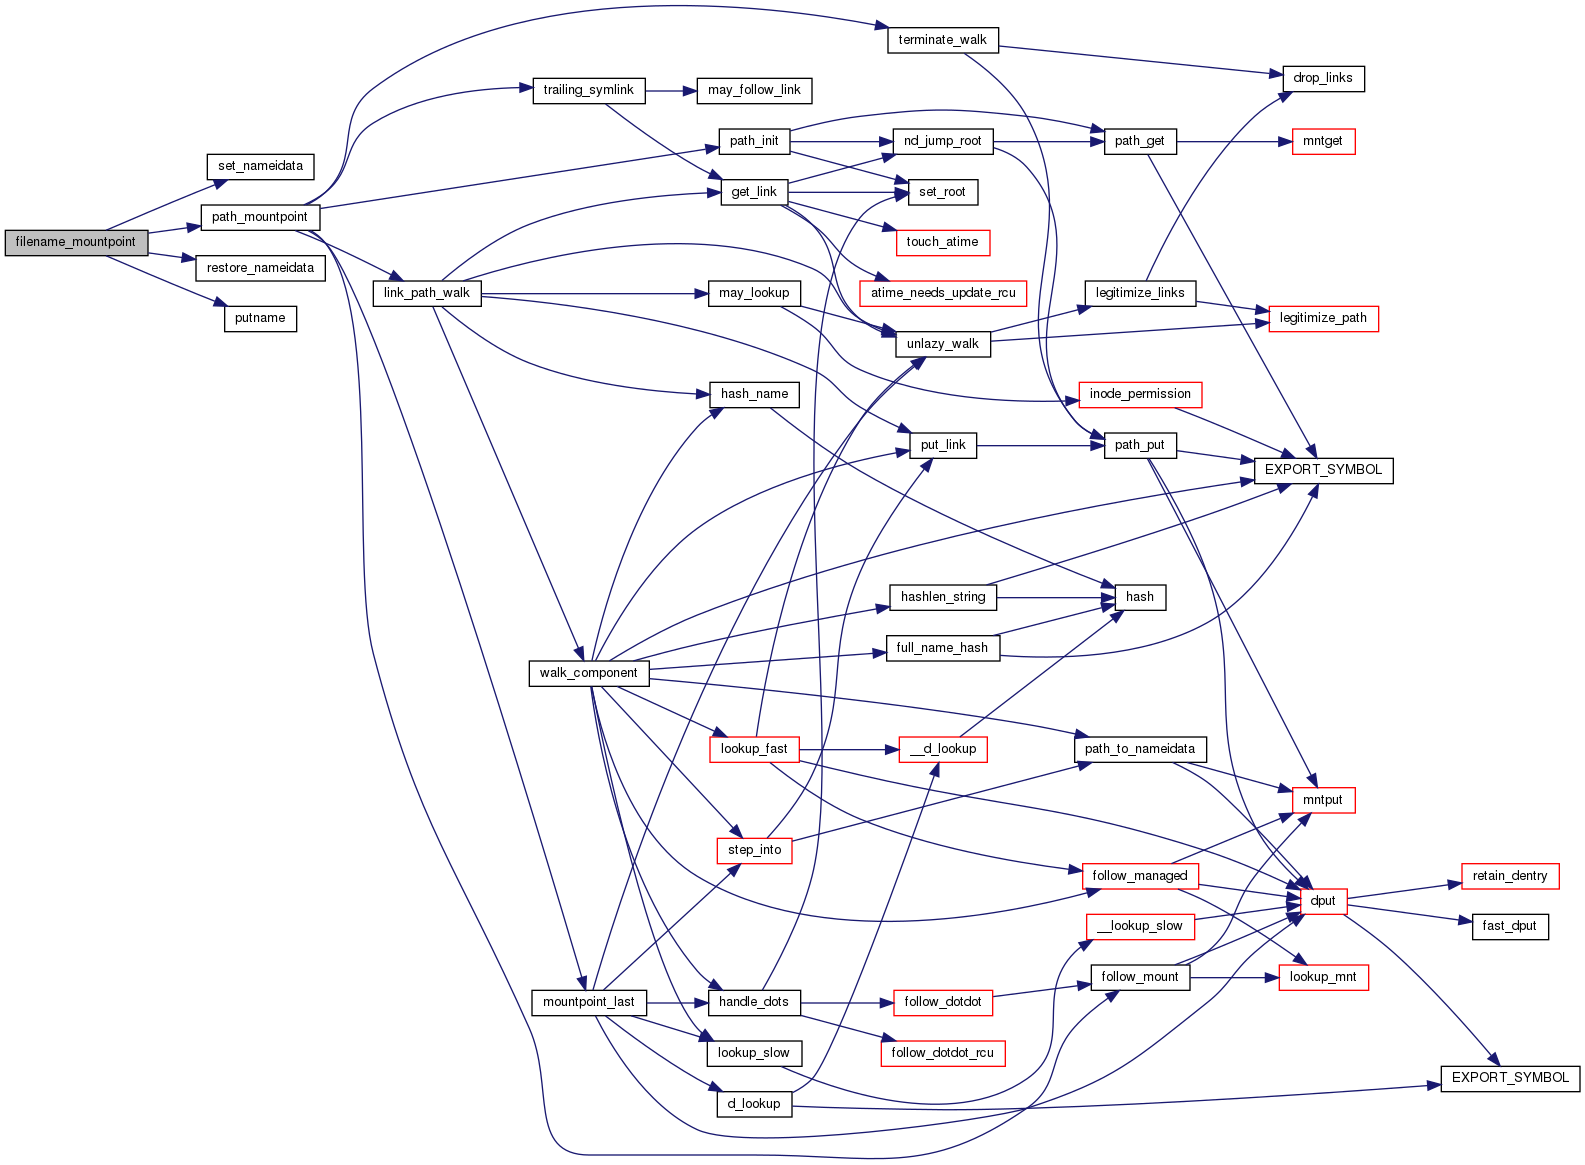 terminate_walk
drop_links
trailing_symlink
may_follow_link
path_init
nd_jump_root
path_get
mntget
set_nameidata
get_link
set_root
path_mountpoint
filename_mountpoint
touch_atime
restore_nameidata
link_path_walk
may_lookup
atime_needs_update_rcu
legitimize_links
putname
legitimize_path
unlazy_walk
hash_name
inode_permission
put_link
path_put
EXPORT_SYMBOL
hashlen_string
hash
full_name_hash
walk_component
lookup_fast
__d_lookup
path_to_nameidata
mntput
step_into
follow_managed
retain_dentry
dput
__lookup_slow
fast_dput
follow_mount
lookup_mnt
mountpoint_last
handle_dots
follow_dotdot
lookup_slow
follow_dotdot_rcu
EXPORT_SYMBOL
d_lookup